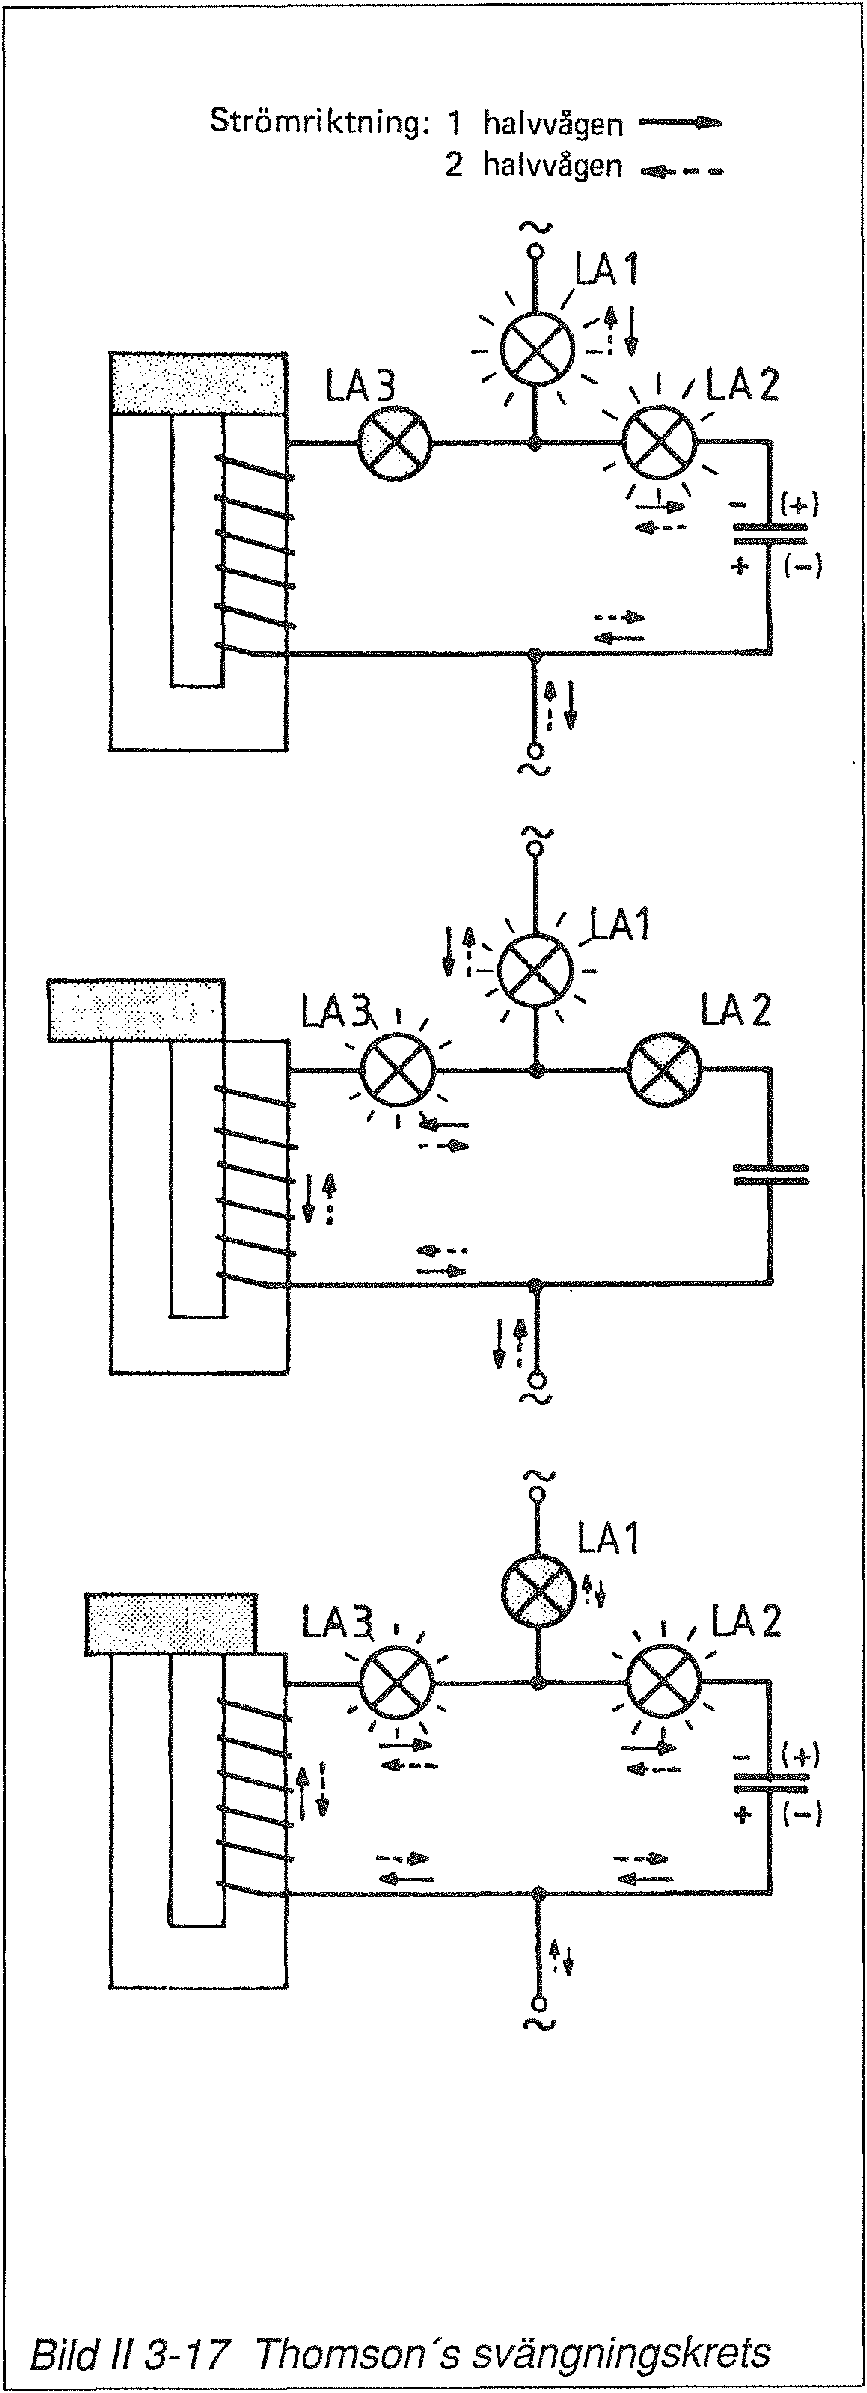 Strömriktning: 1 halvvågen
2 halvvågen
~
LA1
LA3
LA2
- (+)
+ (-)
~
~
LA1
LA3
LA2
~
~
LA1
LA3
LA2
- (+)
+ (-)
~
Bild II 3-17 Thomson´s svängningskrets